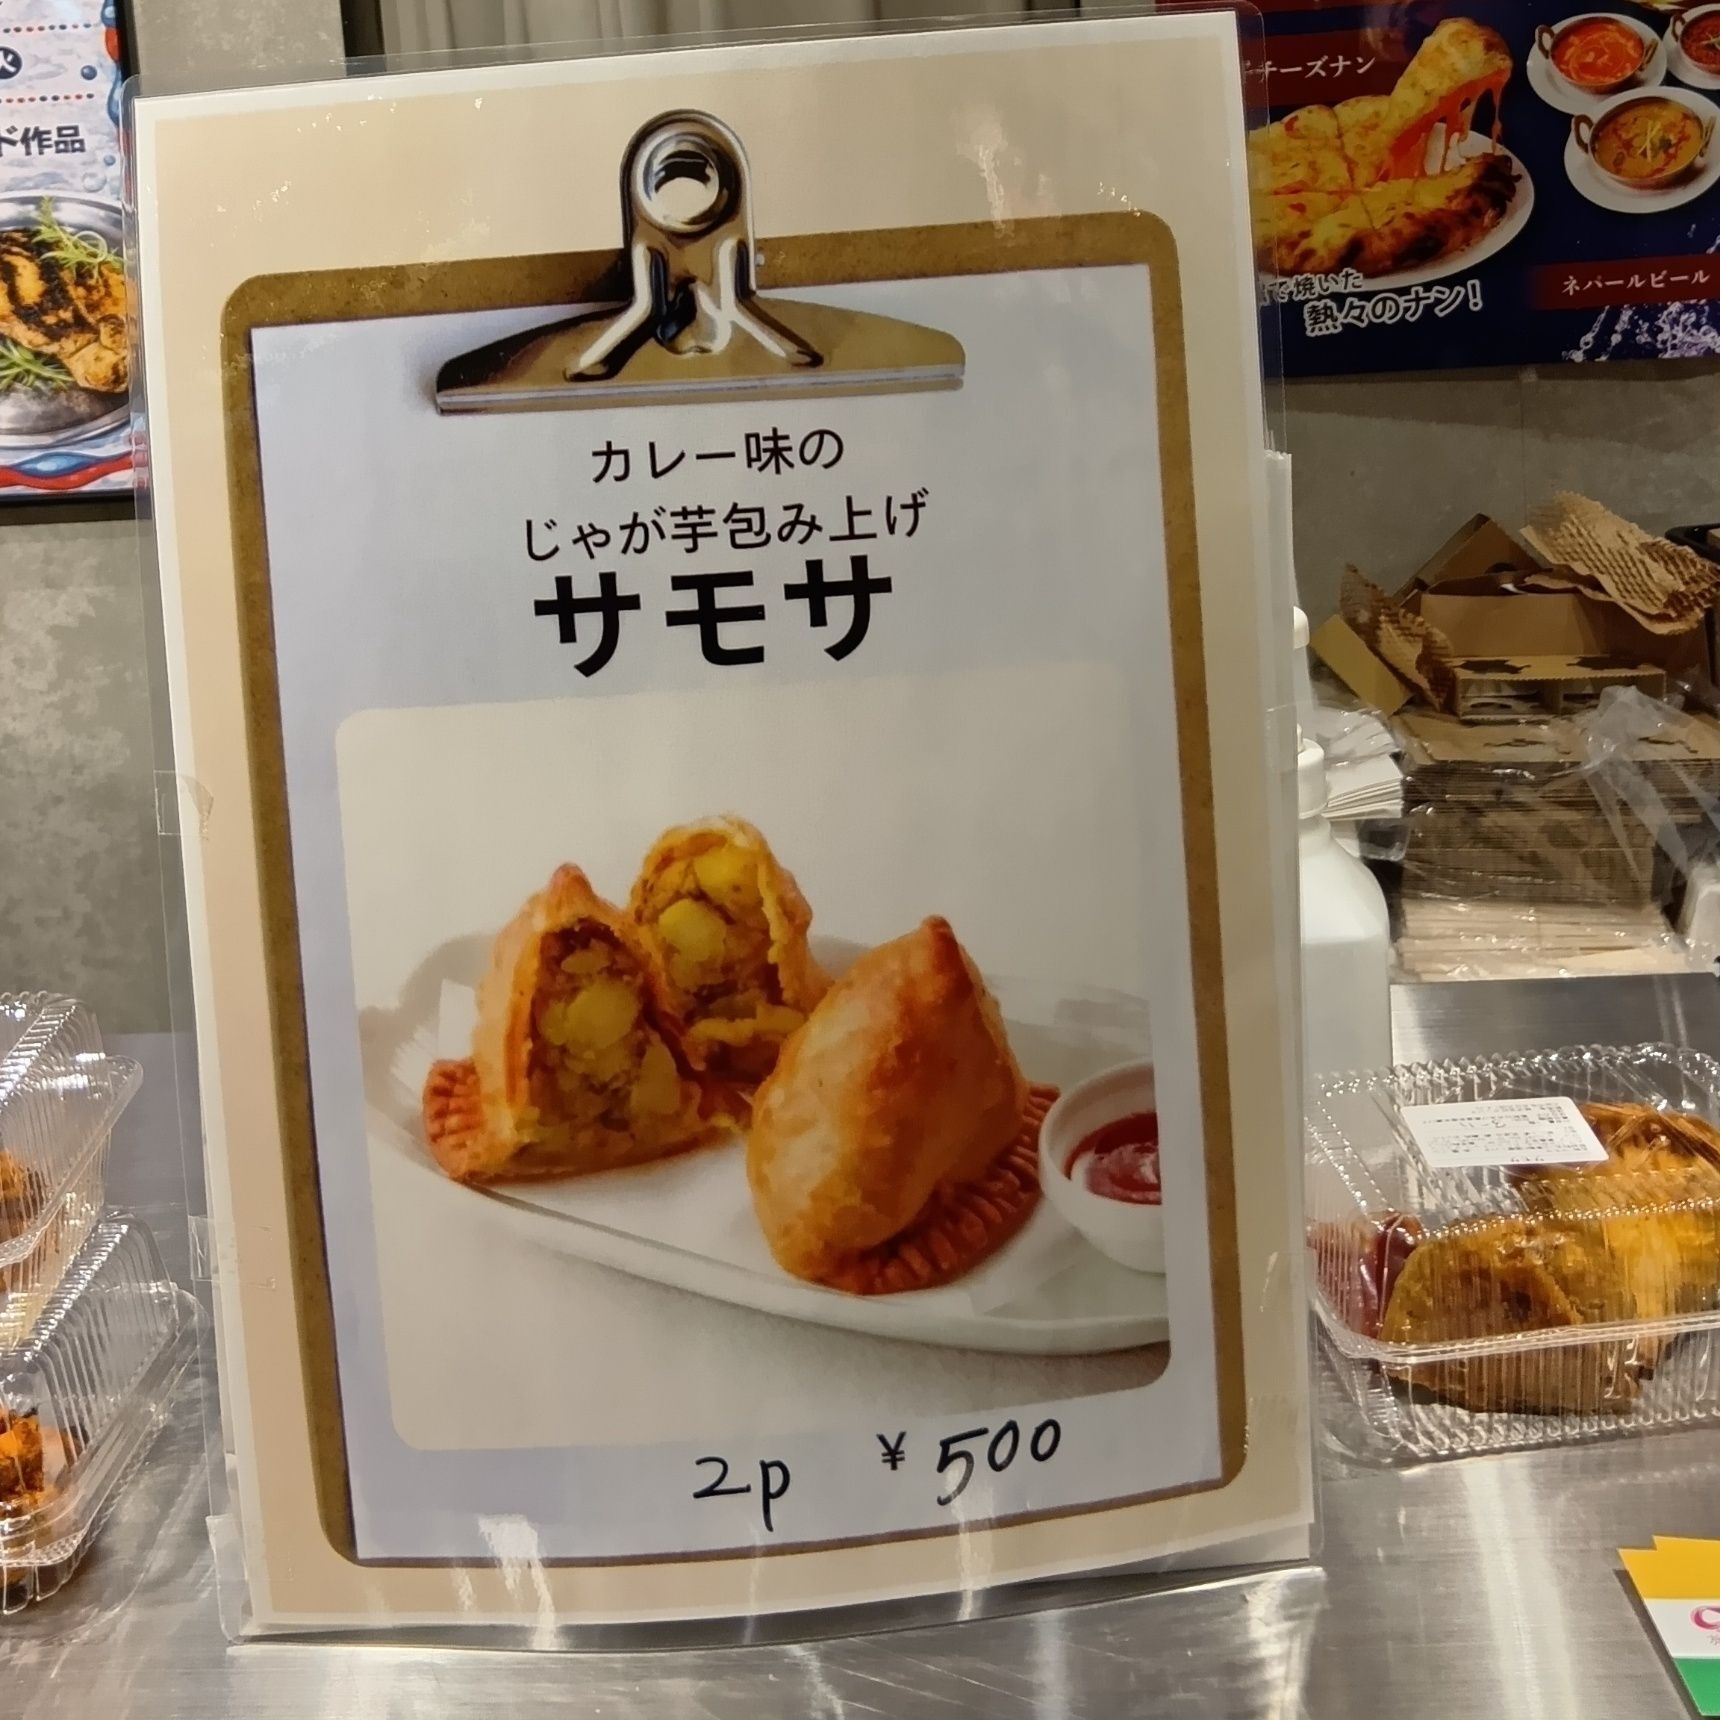 ド作品
チーズナン
で焼いた
熱々のナン!
ネパールビール
カレー味の
じゃが芋包み上げ
サモサ
2p ¥500